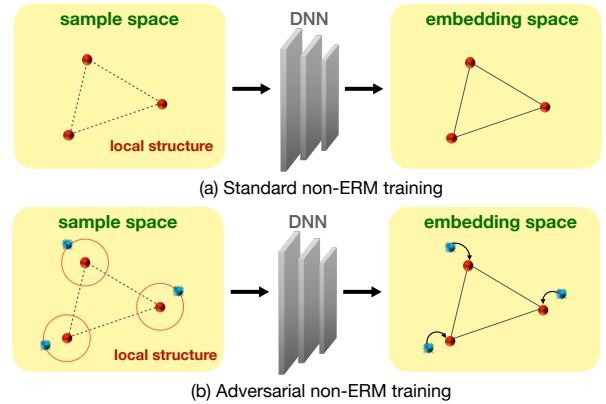 sample space
DNN
embedding space
local structure
(a) Standard non-ERM training
sample space
DNN
embedding space
local structure
(b) Adversarial non-ERM training